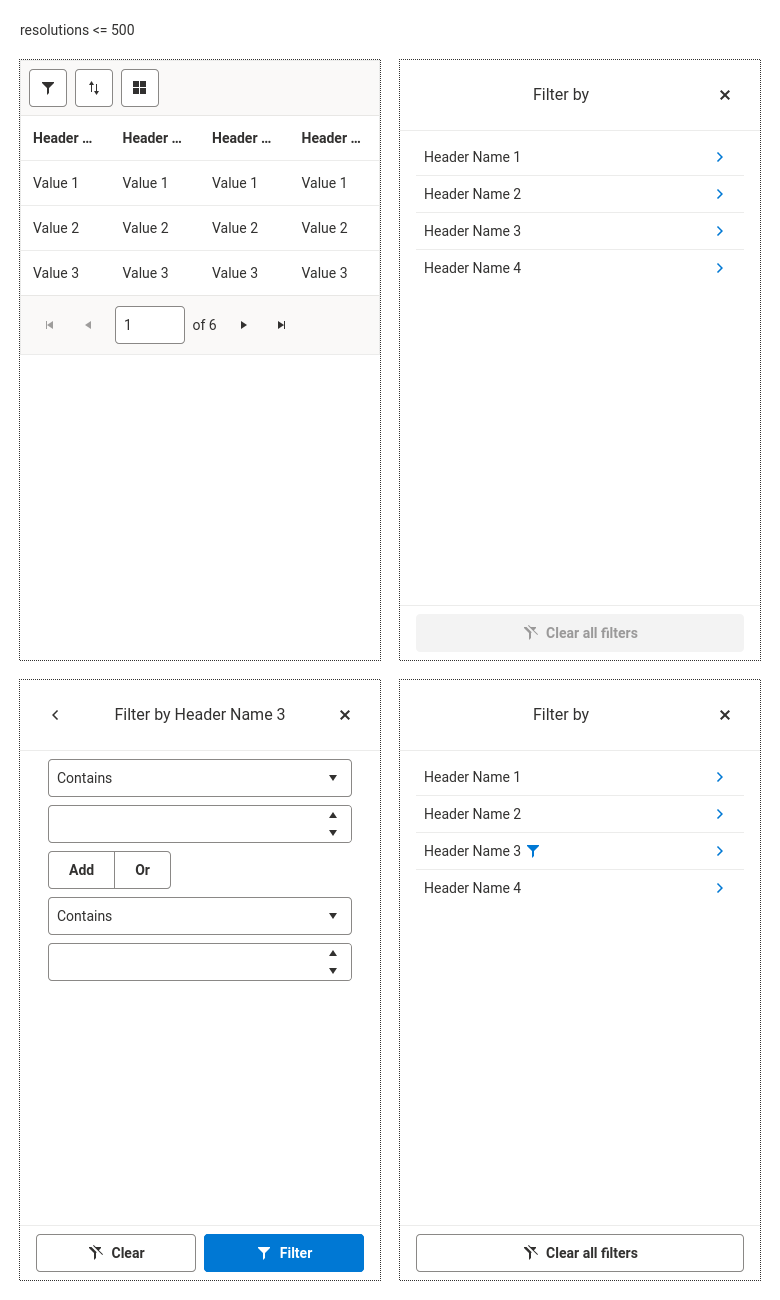 resolutions <= 500
Header ... Header ... Header ... Header ...
Value 1 Value 1 Value 1 Value 1
Value 2 Value 2 Value 2 Value 2
Value 3 Value 3 Value 3 Value 3
1 of 6
Filter by
Header Name 1
Header Name 2
Header Name 3
Header Name 4
Clear all filters
Filter by Header Name 3
Contains
Add Or
Contains
Clear Filter
Filter by
Header Name 1
Header Name 2
Header Name 3
Header Name 4
Clear all filters